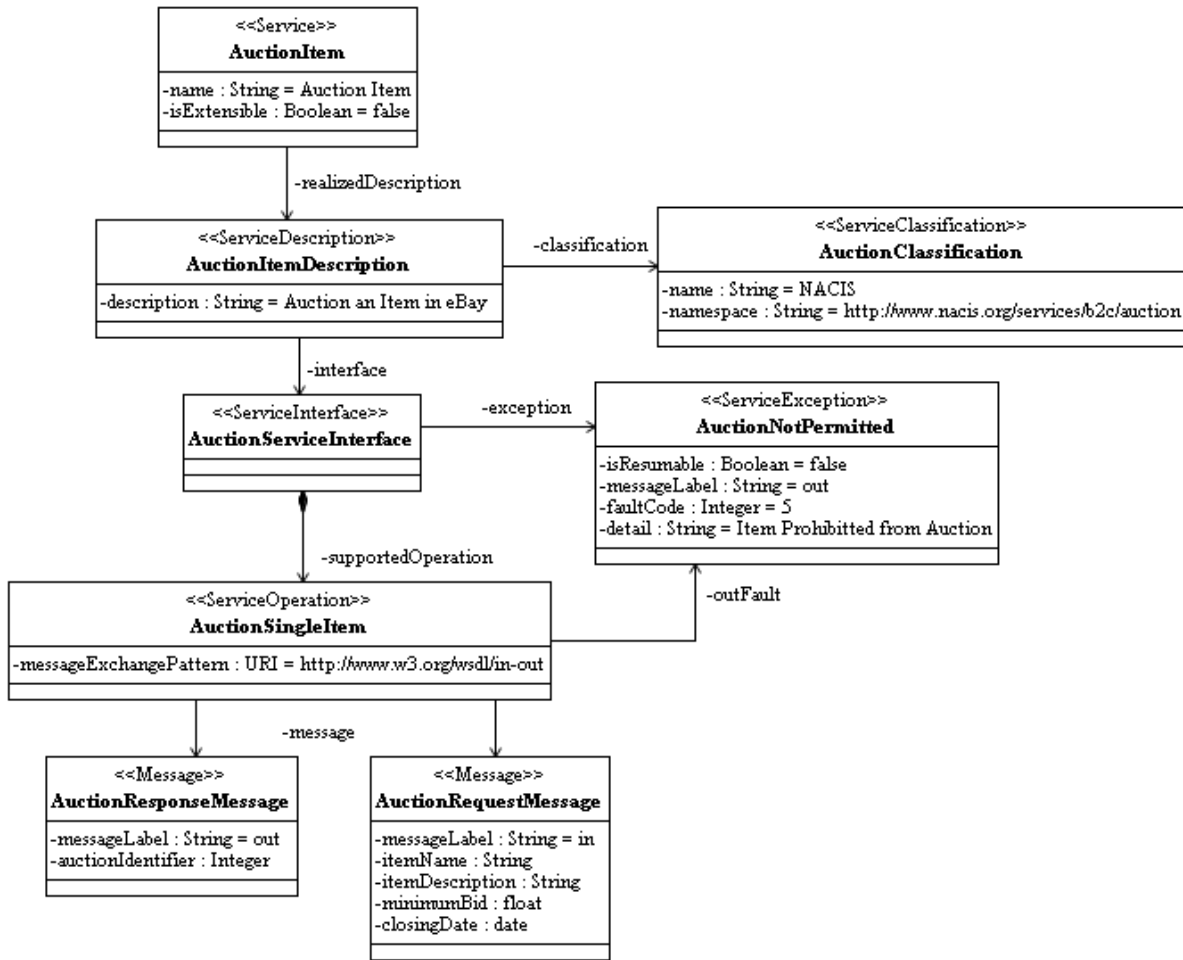 <<Service>>
AuctionItem
-name : String = Auction Item
-isExtensible : Boolean = false
-realizedDescription
<<ServiceDescription>>
AuctionItemDescription
-description : String = Auction an Item in eBay
-classification
<<ServiceClassification>>
AuctionClassification
-name : String = NACIS
-namespace : String = http://www.nacis.org/services/b2c/auction
-interface
<<ServiceInterface>>
AuctionServiceInterface
-exception
<<ServiceException>>
AuctionNotPermitted
-isResumable : Boolean = false
-messageLabel : String = out
-faultCode : Integer = 5
-detail : String = Item Prohibitted from Auction
-supportedOperation
-outFault
<<ServiceOperation>>
AuctionSingleItem
-messageExchangePattern : URI = http://www.w3.org/wsdl/in-out
-message
<<Message>>
AuctionResponseMessage
-messageLabel : String = out
-auctionIdentifier : Integer
<<Message>>
AuctionRequestMessage
-messageLabel : String = in
-itemName : String
-itemDescription : String
-minimumBid : float
-closingDate : date